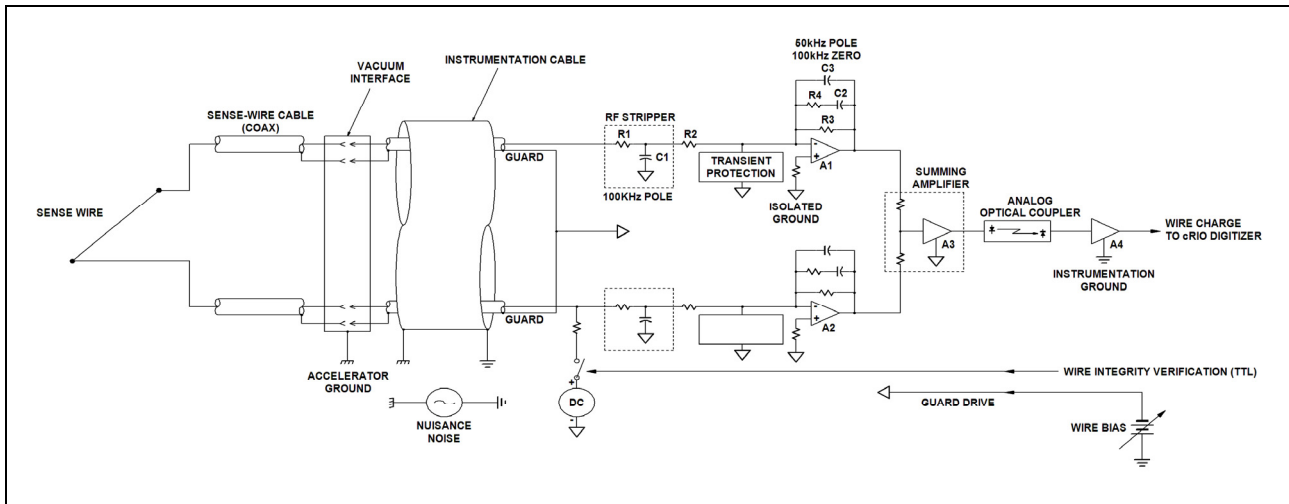 50kHz POLE
100kHz ZERO
C3
VACUUM
INTERFACE
INSTRUMENTATION CABLE
R4
C2
SENSE-WIRE CABLE
(COAX)
RF STRIPPER
R1
R2
R3
C1
GUARD
TRANSIENT
PROTECTION
-
+
A1
100KHz POLE
ISOLATED
GROUND
SUMMING
AMPLIFIER
ANALOG
OPTICAL COUPLER
SENSE WIRE
WIRE CHARGE
TO cRIO DIGITIZER
A3
A4
INSTRUMENTATION
GROUND
GUARD
-
+
A2
ACCELERATOR
GROUND
WIRE INTEGRITY VERIFICATION (TTL)
+
DC
-
NUISANCE
NOISE
GUARD DRIVE
WIRE BIAS